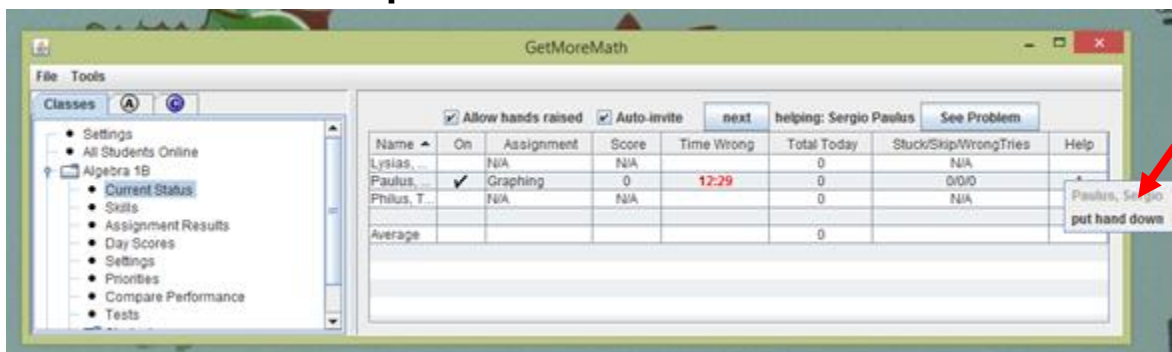 GetMoreMath
File Tools
Classes A C
Settings
All Students Online
Algebra 1B
Current Status
Skills
Assignment Results
Day Scores
Settings
Priorities
Compare Performance
Tests
Allow hands raised Auto-invite next helping: Sergio Paulus See Problem
Name On Assignment Score Time Wrong Total Today Stuck/Skip/WrongTries Help
Lysias, ... N/A N/A 0 N/A
Paulus, ... ✔ Graphing 0 12:29 0 0/0/0
Philus, T... N/A N/A 0 N/A
Average 0
Paulus, Sergio
put hand down